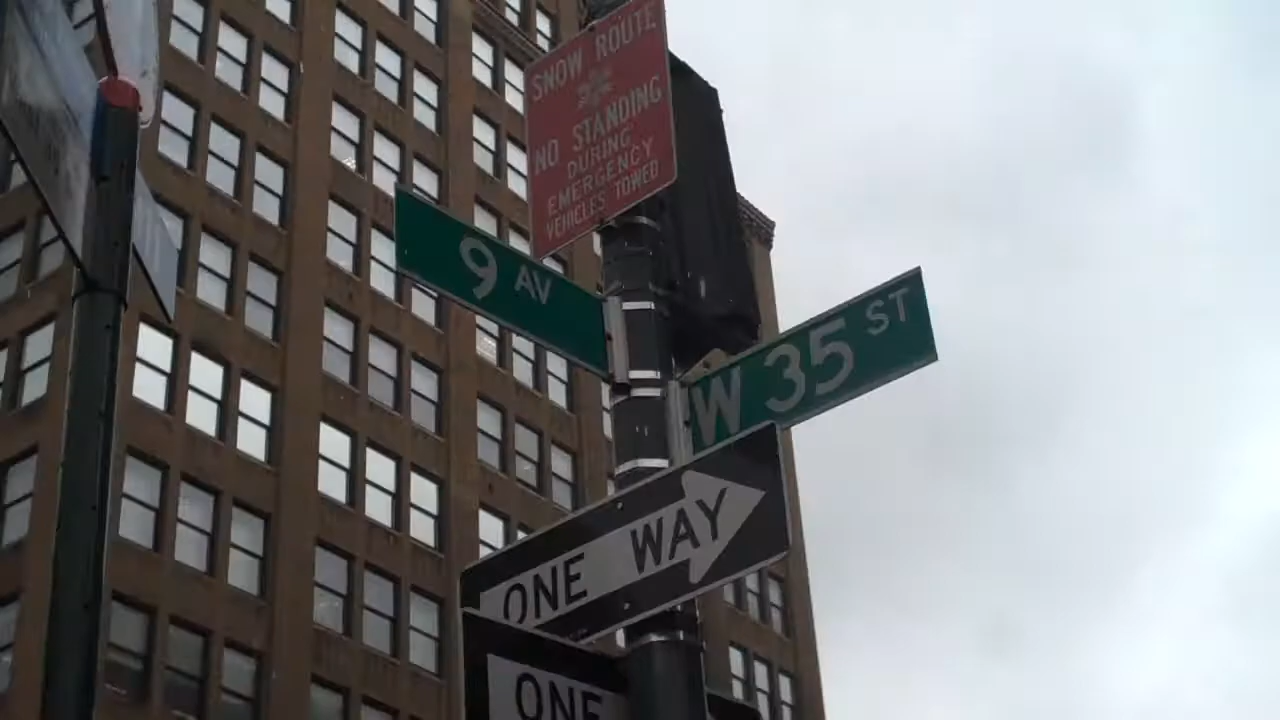 SNOW ROUTE
NO STANDING
DURING
EMERGENCY
VEHICLES TOWED
9 AV
W 35 ST
ONE WAY
ONE